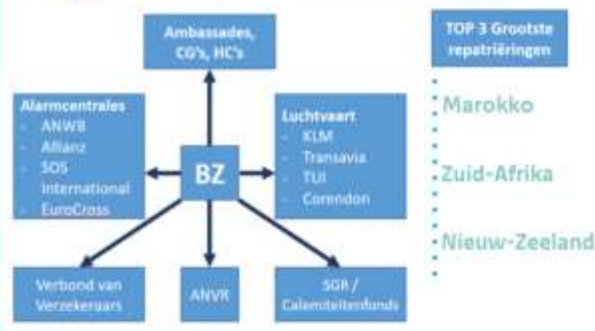 Ambassades,
CG's, HC's
Alarmcentrales
- ANWB
- Allianz
- SOS
International
- EuroCross
BZ
Luchtvaart
- KLM
- Transavia
- TUI
- Corendon
Verbond van
Verzekeraars
ANVR
SGR /
Calamiteitenfonds
TOP 3 Grootste
repatriëringen
Marokko
Zuid-Afrika
Nieuw-Zeeland